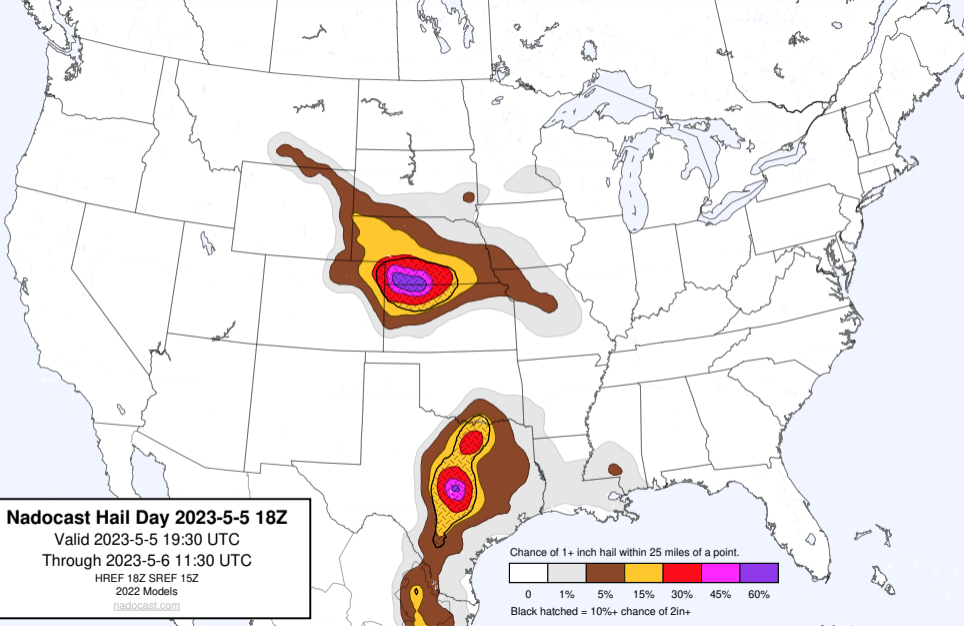 Nadocast Hail Day 2023-5-5 18Z
Valid 2023-5-5 19:30 UTC
Through 2023-5-6 11:30 UTC
HREF 18Z SREF 15Z
2022 Models
nadocast.com
Chance of 1+ inch hail within 25 miles of a point.
0 1% 5% 15% 30% 45% 60%
Black hatched = 10%+ chance of 2in+